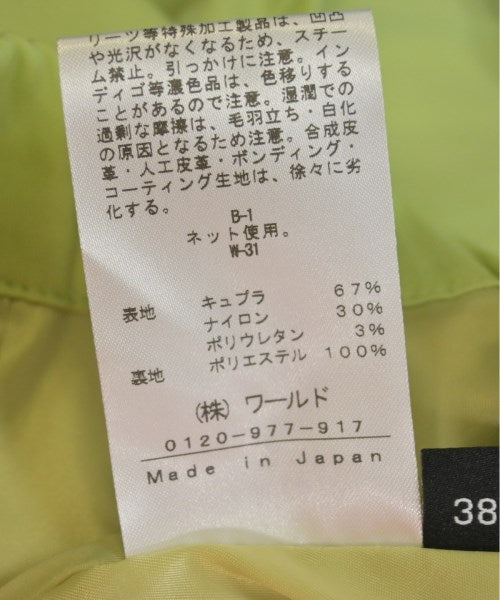 リーツ等特殊加工製品は、凹凸
や光沢がなくなるため、スチー
ム禁止。引っかけに注意。イン
ディゴ等濃色品は、色移りする
ことがあるので注意。湿潤での
過剰な摩擦は、毛羽立ち・白化
の原因となるため注意。合成皮
革・人工皮革・ボンディング・
コーティング生地は、徐々に劣
化する。
B-1
ネット使用。
W-31
表地 キュプラ 67%
ナイロン 30%
ポリウレタン 3%
裏地 ポリエステル 100%
(株) ワールド
0120-977-917
Made in Japan
38